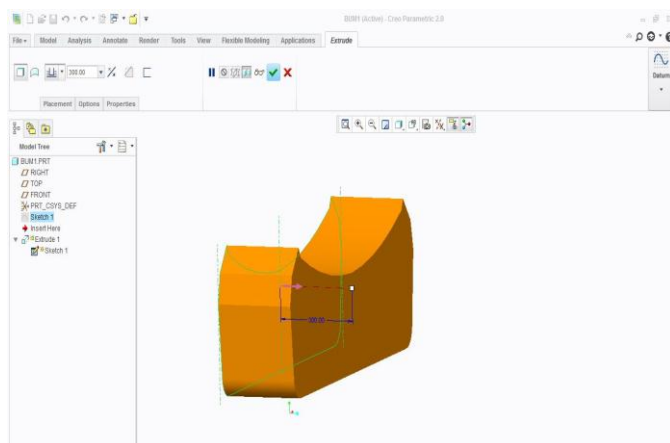 BUM1 (Active) - Creo Parametric 2.0
File Model Analysis Annotate Render Tools View Flexible Modeling Applications Extrude
300.00
Datum
Placement Options Properties
Model Tree
BUM1.PRT
RIGHT
TOP
FRONT
PRT_CSYS_DEF
Sketch 1
Insert Here
Extrude 1
Sketch 1
300.00